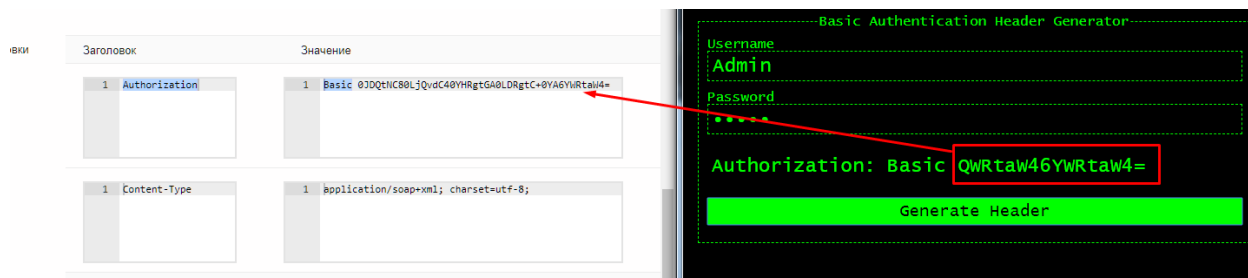 овки
Заголовок
Значение
1 Authorization
1 Basic 0JDQtNC80LjQvdC40YHRgtGA0LDRgtC+0YA6YWRtaW4=
1 Content-Type
1 application/soap+xml; charset=utf-8;
Basic Authentication Header Generator
Username
Admin
Password
•••••
Authorization: Basic QWRtaW46YWRtaW4=
Generate Header